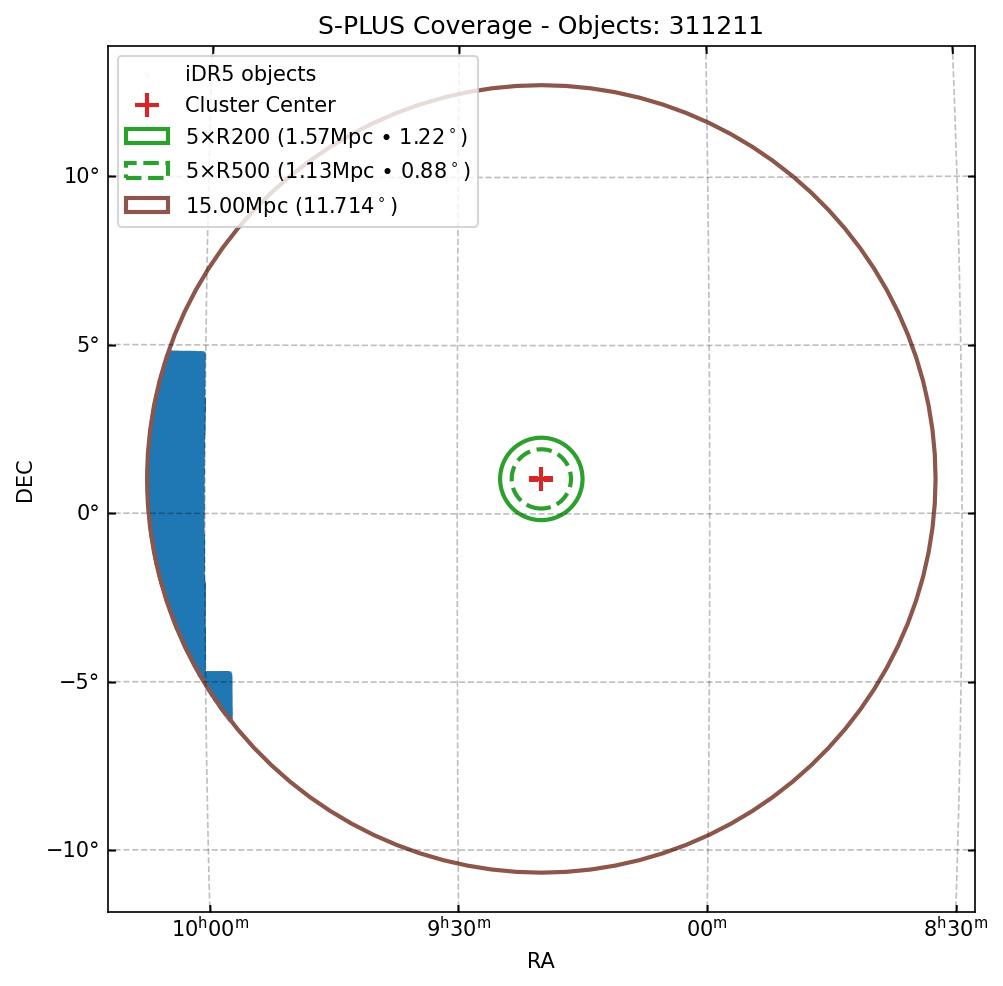 S-PLUS Coverage - Objects: 311211
iDR5 objects
Cluster Center
5×R200 (1.57Mpc • 1.22°)
5×R500 (1.13Mpc • 0.88°)
15.00Mpc (11.714°)
10°
5°
0°
−5°
−10°
DEC
10ʰ00ᵐ 9ʰ30ᵐ 00ᵐ 8ʰ30ᵐ
RA